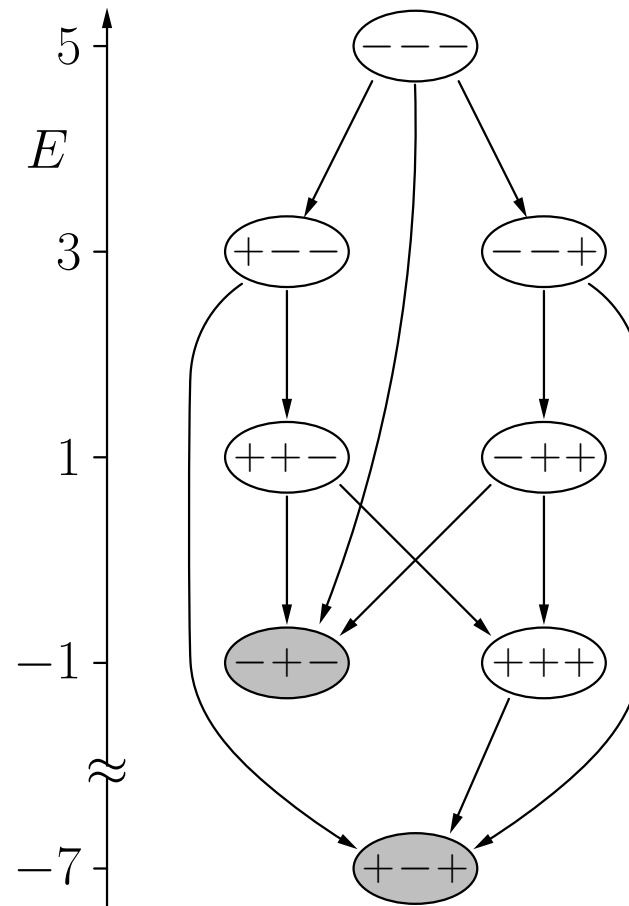 5 − − −
E
3 + − − − − +
1 + + − − + +
−1 − + − + + +
≈
−7 + − +